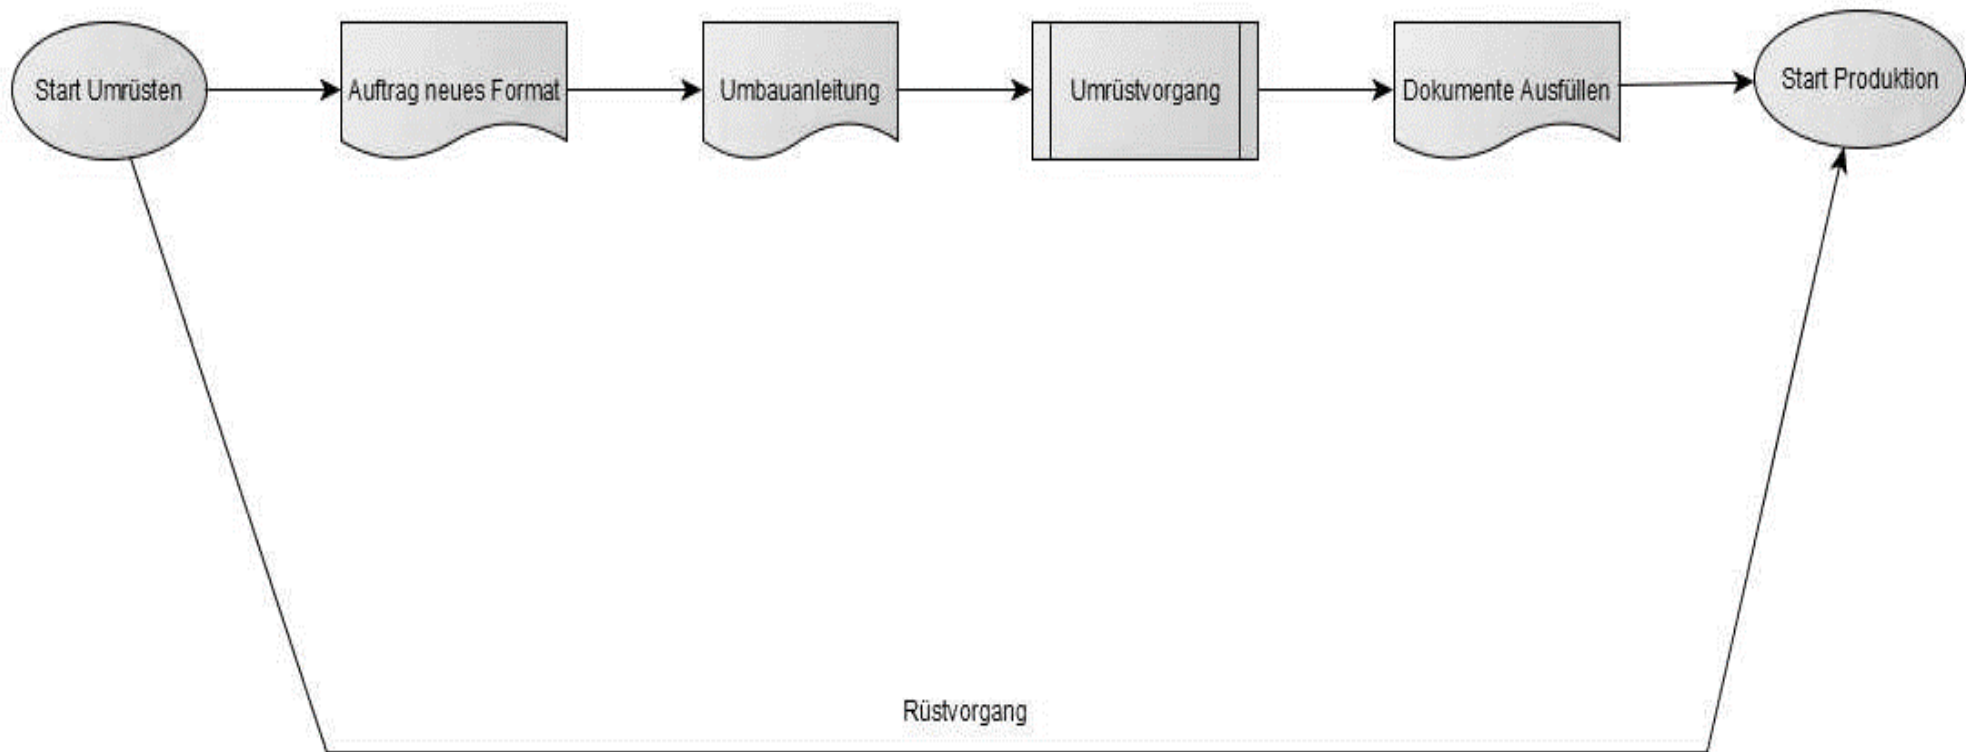 Start Umrüsten
Auftrag neues Format
Umbauanleitung
Umrüstvorgang
Dokumente Ausfüllen
Start Produktion
Rüstvorgang